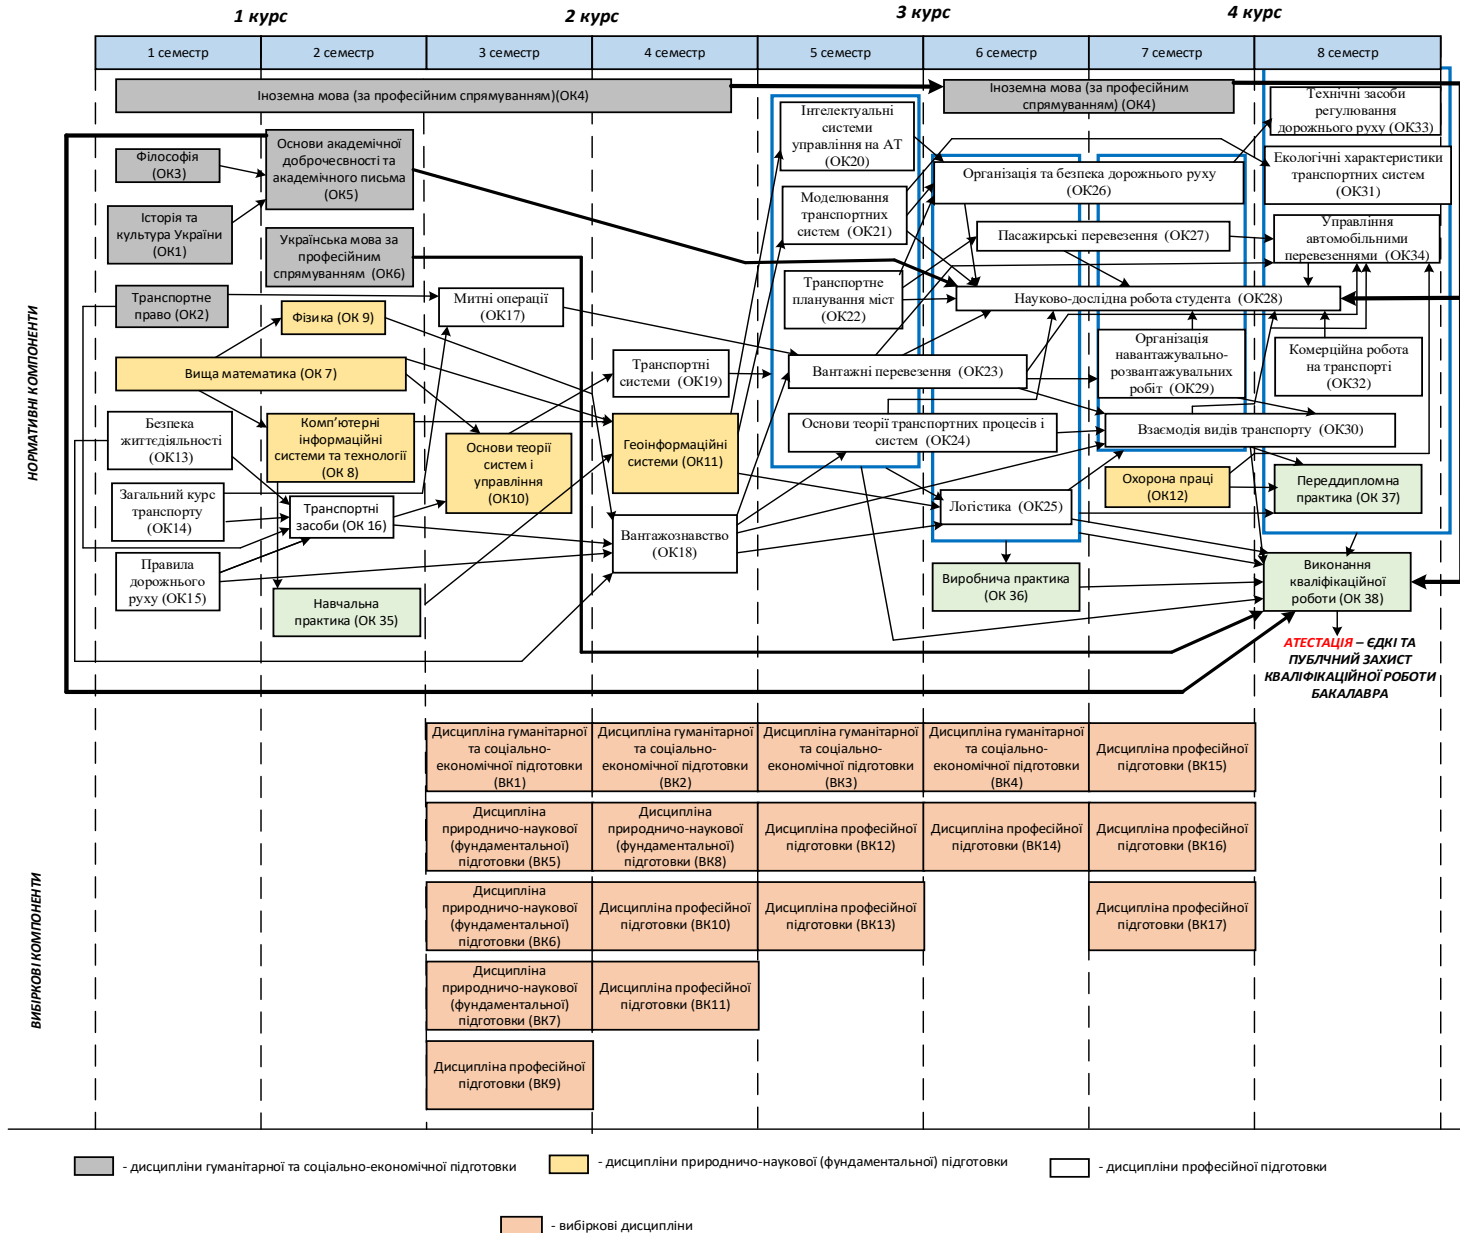 1 курс
2 курс
3 курс
4 курс
1 семестр
2 семестр
3 семестр
4 семестр
5 семестр
6 семестр
7 семестр
8 семестр
НОРМАТИВНІ КОМПОНЕНТИ
Іноземна мова (за професійним спрямуванням)(ОК4)
Іноземна мова (за професійним
спрямуванням) (ОК4)
Філософія
(ОК3)
Історія та
культура України
(ОК1)
Транспортне
право (ОК2)
Вища математика (ОК 7)
Безпека
життєдіяльності
(ОК13)
Загальний курс
транспорту
(ОК14)
Правила
дорожнього
руху (ОК15)
Основи академічної
доброчесвності та
академічного письма
(ОК5)
Українська мова за
професійним
спрямуванням (ОК6)
Фізика (ОК 9)
Комп’ютерні
інформаційні
системи та технології
(ОК 8)
Транспортні
засоби (ОК 16)
Навчальна
практика (ОК 35)
Митні операції
(ОК17)
Основи теорії
систем і
управління
(ОК10)
Транспортні
системи (ОК19)
Геоінформаційні
системи (ОК11)
Вантажознавство
(ОК18)
Інтелектуальні
системи
управління на АТ
(ОК20)
Моделювання
транспортних
систем (ОК21)
Транспортне
планування міст
(ОК22)
Вантажні перевезення (ОК23)
Основи теорії транспортних процесів і
систем (ОК24)
Організація та безпека дорожнього руху
(ОК26)
Пасажирські перевезення (ОК27)
Науково-дослідна робота студента (ОК28)
Логістика (ОК25)
Виробнича практика
(ОК 36)
Організація
навантажувально-
розвантажувальних
робіт (ОК29)
Взаємодія видів транспорту (ОК30)
Охорона праці
(ОК12)
Технічні засоби
регулювання
дорожнього руху (ОК33)
Екологічні характеристики
транспортних систем
(ОК31)
Управління
автомобільними
перевезеннями (ОК34)
Комерційна робота
на транспорті
(ОК32)
Переддипломна
практика (ОК 37)
Виконання
кваліфікаційної
роботи (ОК 38)
АТЕСТАЦІЯ – ЄДКІ ТА
ПУБЛЧНИЙ ЗАХИСТ
КВАЛІФІКАЦІЙНОЇ РОБОТИ
БАКАЛАВРА
ВИБІРКОВІ КОМПОНЕНТИ
Дисципліна гуманітарної
та соціально-
економічної підготовки
(ВК1)
Дисципліна гуманітарної
та соціально-
економічної підготовки
(ВК2)
Дисципліна гуманітарної
та соціально-
економічної підготовки
(ВК3)
Дисципліна гуманітарної
та соціально-
економічної підготовки
(ВК4)
Дисципліна професійної
підготовки (ВК15)
Дисципліна
природничо-наукової
(фундаментальної)
підготовки (ВК5)
Дисципліна
природничо-наукової
(фундаментальної)
підготовки (ВК8)
Дисципліна професійної
підготовки (ВК12)
Дисципліна професійної
підготовки (ВК14)
Дисципліна професійної
підготовки (ВК16)
Дисципліна
природничо-наукової
(фундаментальної)
підготовки (ВК6)
Дисципліна професійної
підготовки (ВК10)
Дисципліна професійної
підготовки (ВК13)
Дисципліна професійної
підготовки (ВК17)
Дисципліна
природничо-наукової
(фундаментальної)
підготовки (ВК7)
Дисципліна професійної
підготовки (ВК11)
Дисципліна професійної
підготовки (ВК9)
- дисципліни гуманітарної та соціально-економічної підготовки
- дисципліни природничо-наукової (фундаментальної) підготовки
- дисципліни професійної підготовки
- вибіркові дисципліни